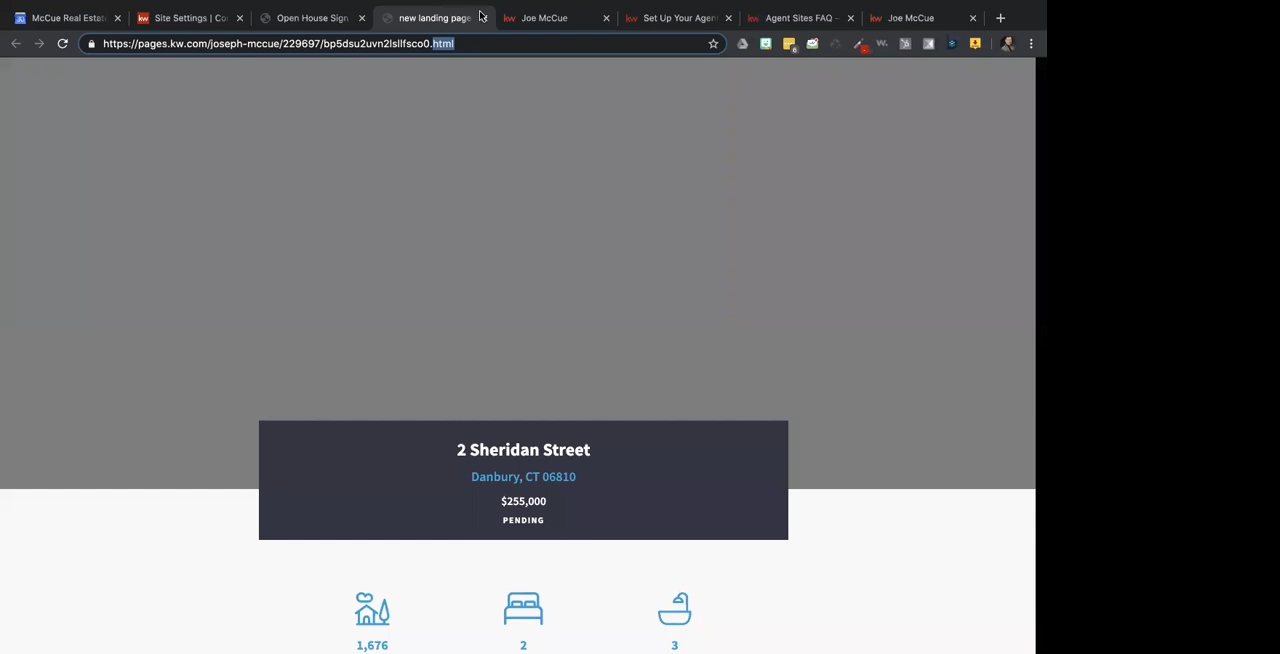 McCue Real Estat
Site Settings | Co
Open House Sign
new landing page
Joe McCue
Set Up Your Agen
Agent Sites FAQ -
Joe McCue
https://pages.kw.com/joseph-mccue/229697/bp5dsu2uvn2lsllfsco0.html
2 Sheridan Street
Danbury, CT 06810
$255,000
PENDING
1,676
2
3